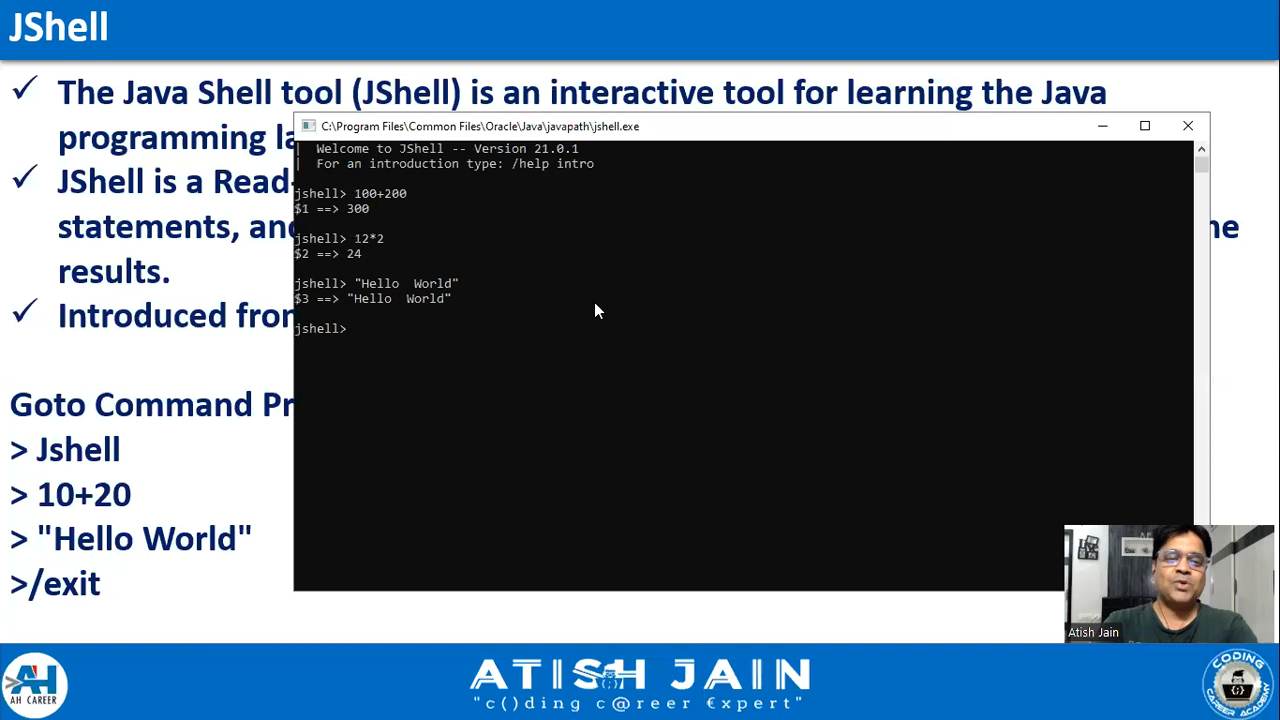 JShell
✓ The Java Shell tool (JShell) is an interactive tool for learning the Java
programming la
✓ JShell is a Read-
statements, and
he
results.
✓ Introduced from
Goto Command Pr
> Jshell
> 10+20
> "Hello World"
>/exit
C:\Program Files\Common Files\Oracle\Java\javapath\jshell.exe
| Welcome to JShell -- Version 21.0.1
| For an introduction type: /help intro
jshell> 100+200
$1 ==> 300
jshell> 12*2
$2 ==> 24
jshell> "Hello  World"
$3 ==> "Hello  World"
jshell>
Atish Jain
AH CAREER
ATISH JAIN
"c()ding c@reer €xpert"
CODING
CAREER ACADEMY